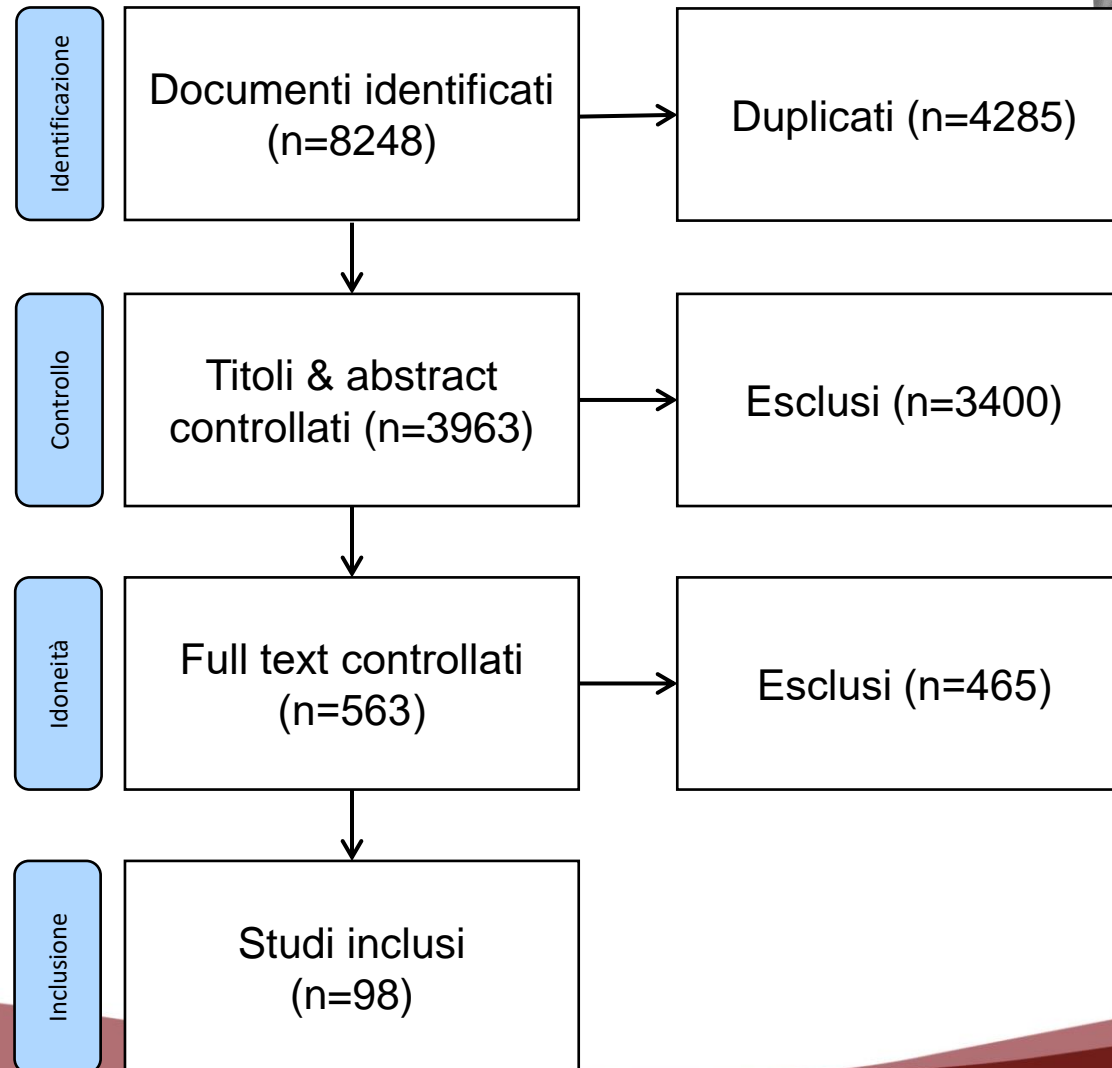 Identificazione
Documenti identificati
(n=8248)
Duplicati (n=4285)
Controllo
Titoli & abstract
controllati (n=3963)
Esclusi (n=3400)
Idoneità
Full text controllati
(n=563)
Esclusi (n=465)
Inclusione
Studi inclusi
(n=98)